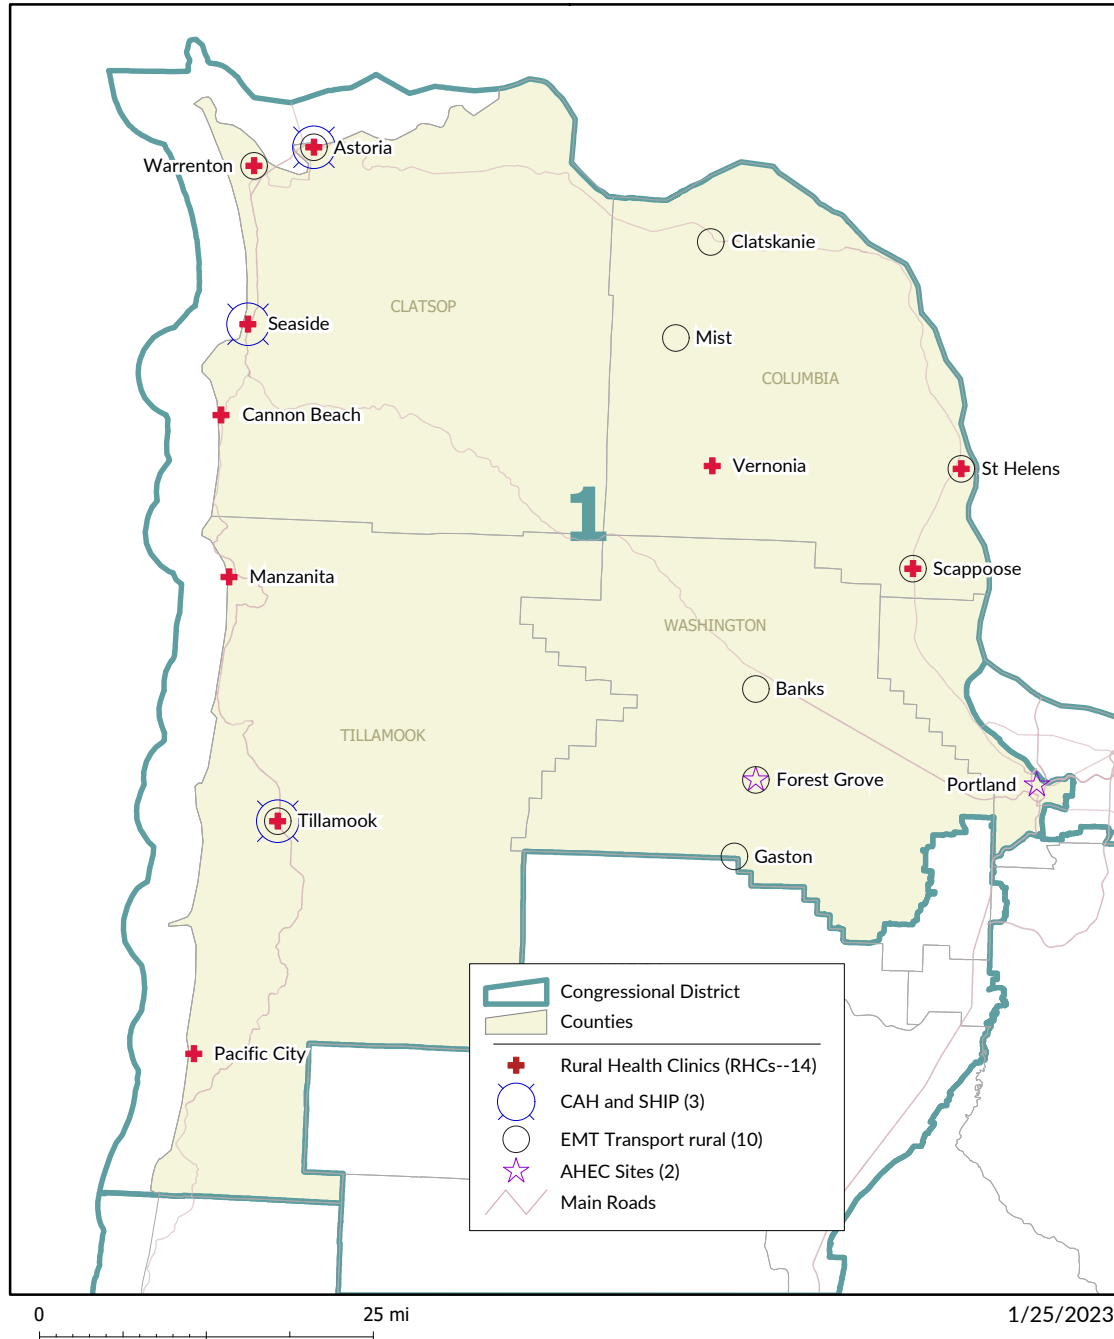 Astoria
Warrenton
Clatskanie
CLATSOP
Seaside
Mist
COLUMBIA
Cannon Beach
Vernonia
St Helens
1
Scappoose
Manzanita
WASHINGTON
Banks
TILLAMOOK
Forest Grove
Portland
Tillamook
Gaston
Congressional District
Counties
Pacific City
Rural Health Clinics (RHCs--14)
CAH and SHIP (3)
EMT Transport rural (10)
AHEC Sites (2)
Main Roads
0
25 mi
1/25/2023